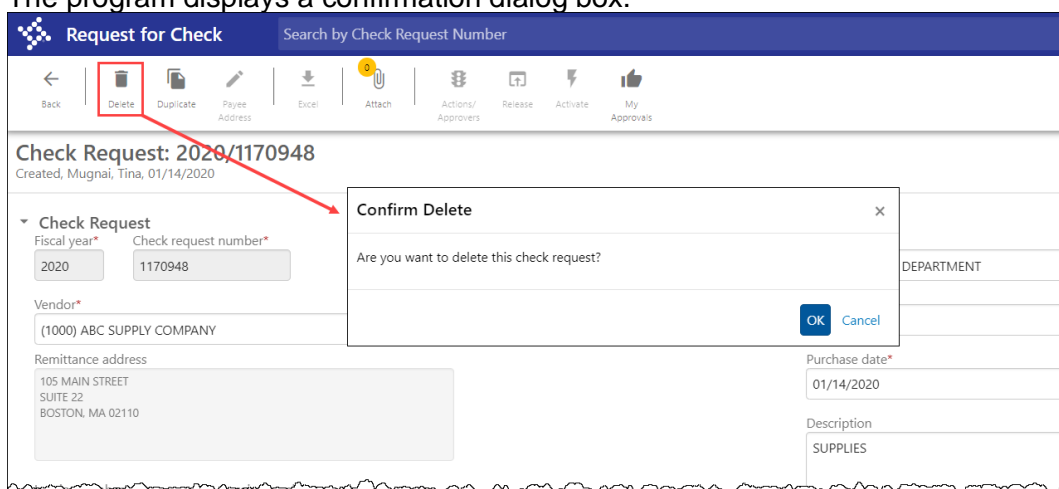 The program displays a confirmation dialog box.
Request for Check Search by Check Request Number
0
Back Delete Duplicate Payee Address Excel Attach Actions/ Approvers Release Activate My Approvals
Check Request: 2020/1170948
Created, Mugnai, Tina, 01/14/2020
Confirm Delete ×
Are you want to delete this check request?
OK Cancel
Check Request
Fiscal year* Check request number*
2020 1170948
DEPARTMENT
Vendor*
(1000) ABC SUPPLY COMPANY
Remittance address
105 MAIN STREET
SUITE 22
BOSTON, MA 02110
Purchase date*
01/14/2020
Description
SUPPLIES